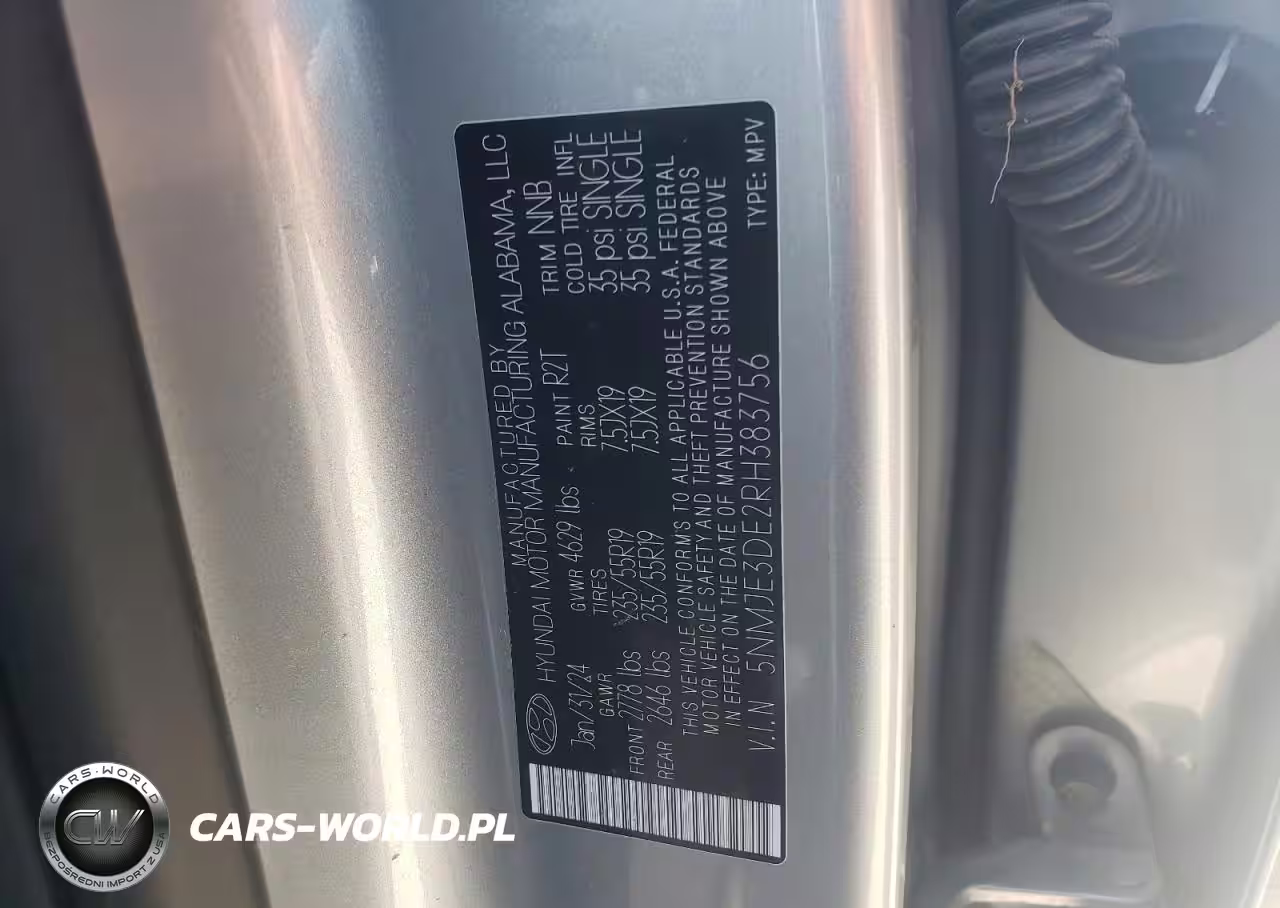 MANUFACTURED BY
HYUNDAI MOTOR MANUFACTURING ALABAMA, LLC
Jan/31/24 GVWR 4629 lbs PAINT R2T TRIM NNB
GAWR TIRES RIMS COLD TIRE INFL
FRONT 2778 lbs 235/55R19 7.5JX19 35 psi SINGLE
REAR 2646 lbs 235/55R19 7.5JX19 35 psi SINGLE
THIS VEHICLE CONFORMS TO ALL APPLICABLE U.S.A. FEDERAL
MOTOR VEHICLE SAFETY AND THEFT PREVENTION STANDARDS
IN EFFECT ON THE DATE OF MANUFACTURE SHOWN ABOVE
V.I.N 5NMJE3DE2RH383756 TYPE: MPV
CARS-WORLD
CW
BEZPOŚREDNI IMPORT Z USA
CARS-WORLD.PL